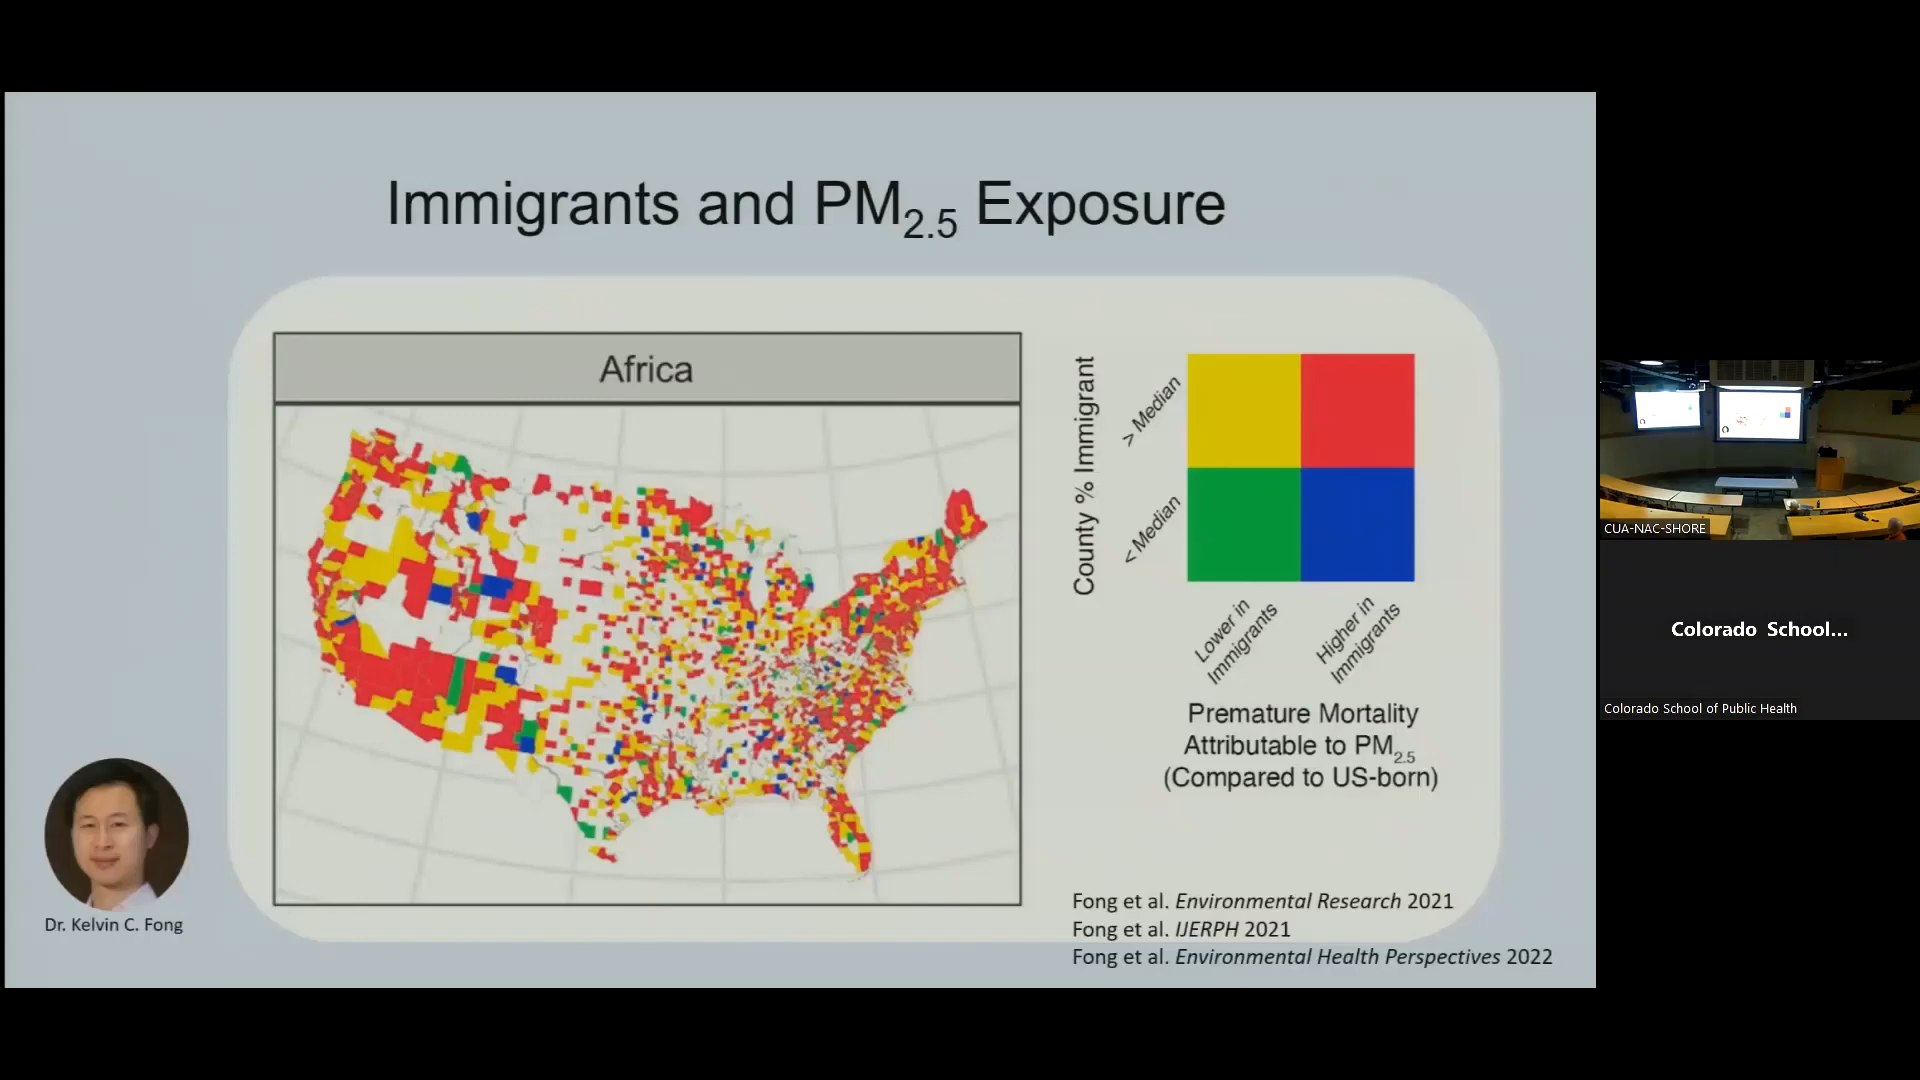 Immigrants and PM2.5 Exposure
Africa
County % Immigrant
> Median
< Median
Lower in
Immigrants
Higher in
Immigrants
Premature Mortality
Attributable to PM2.5
(Compared to US-born)
Dr. Kelvin C. Fong
Fong et al. Environmental Research 2021
Fong et al. IJERPH 2021
Fong et al. Environmental Health Perspectives 2022
CUA-NAC-SHORE
Colorado School...
Colorado School of Public Health